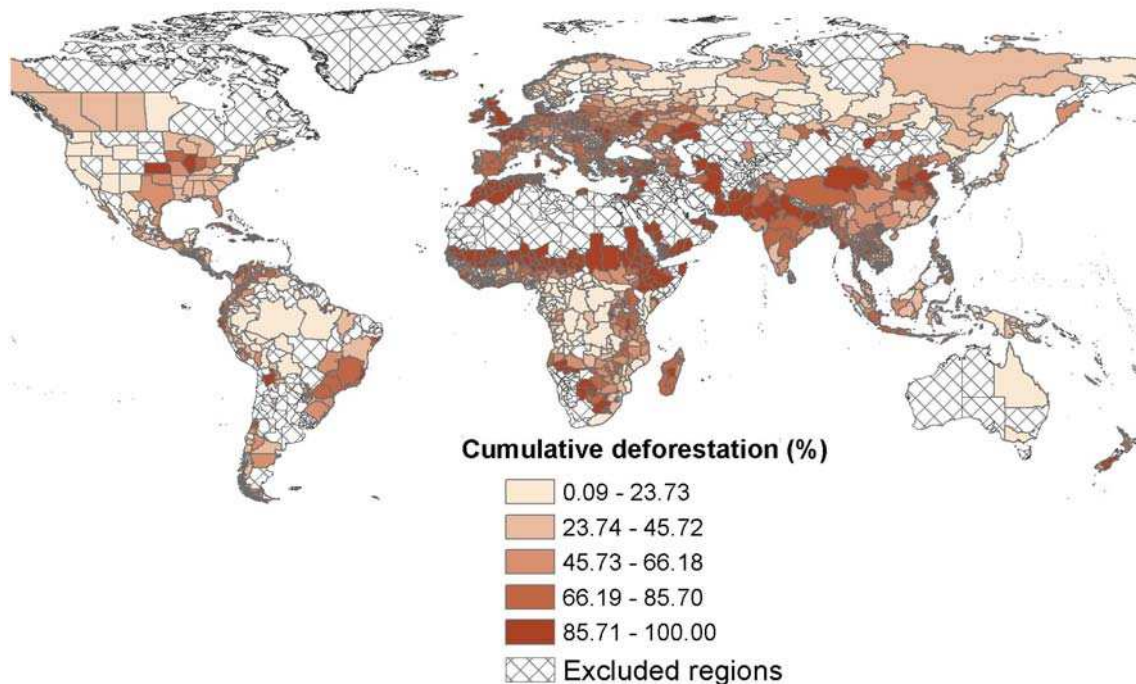 Cumulative deforestation (%)
0.09 - 23.73
23.74 - 45.72
45.73 - 66.18
66.19 - 85.70
85.71 - 100.00
Excluded regions